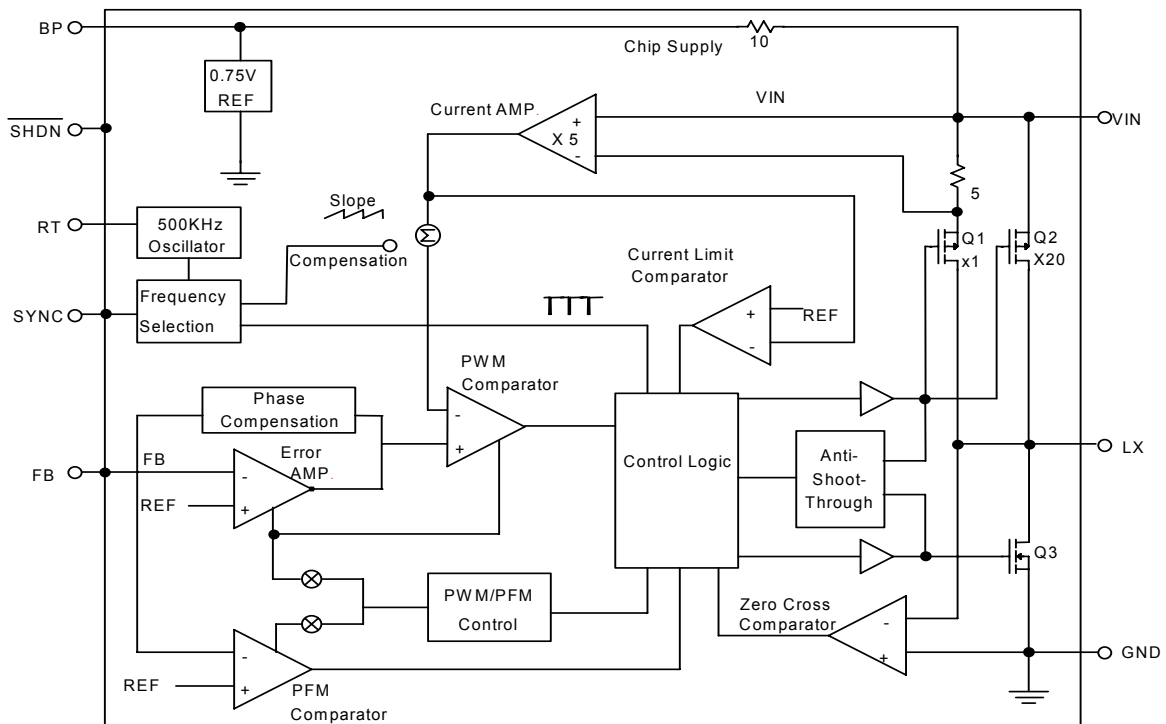 BP
Chip Supply
10
0.75V
REF
SHDN
Current AMP.
X 5
+
-
VIN
VIN
5
RT
500KHz
Oscillator
Slope
Compensation
Σ
Q1
x1
Q2
X20
Current Limit
Comparator
+
-
REF
SYNC
Frequency
Selection
PWM
Comparator
-
+
Phase
Compensation
Control Logic
Anti-
Shoot-
Through
LX
FB
FB
Error
AMP.
-
+
REF
Q3
PWM/PFM
Control
Zero Cross
Comparator
-
+
GND
-
+
REF
PFM
Comparator